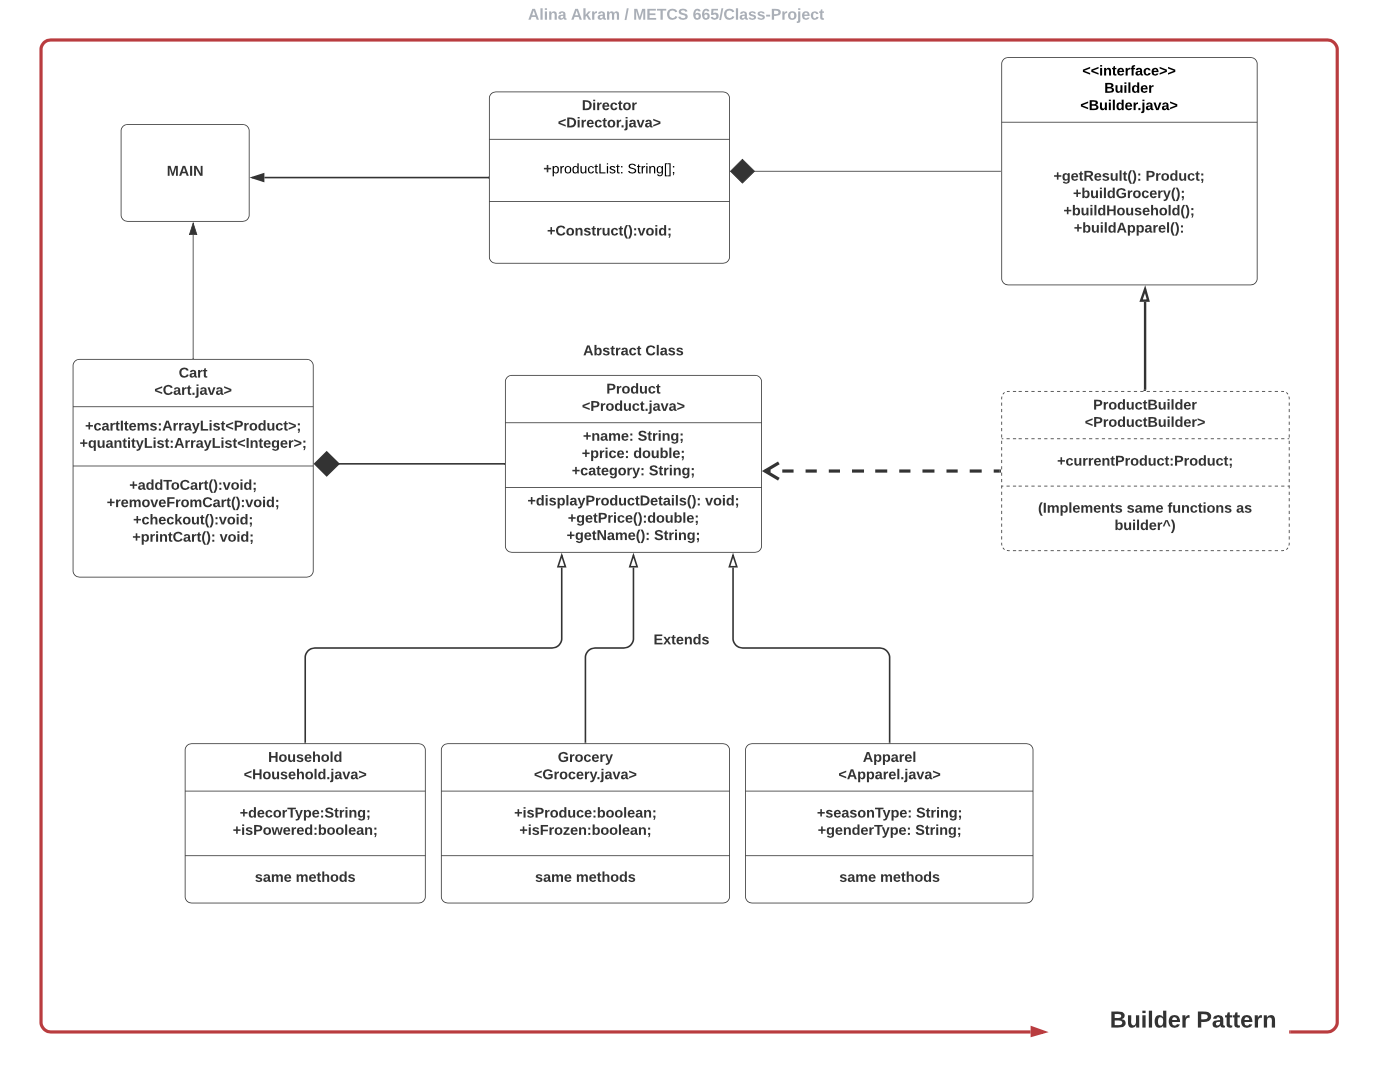 Alina Akram / METCS 665/Class-Project
MAIN
Director
<Director.java>
+productList: String[];
+Construct():void;
<<interface>>
Builder
<Builder.java>
+getResult(): Product;
+buildGrocery();
+buildHousehold();
+buildApparel():
Cart
<Cart.java>
+cartItems:ArrayList<Product>;
+quantityList:ArrayList<Integer>;
+addToCart():void;
+removeFromCart():void;
+checkout():void;
+printCart(): void;
Abstract Class
Product
<Product.java>
+name: String;
+price: double;
+category: String;
+displayProductDetails(): void;
+getPrice():double;
+getName(): String;
ProductBuilder
<ProductBuilder>
+currentProduct:Product;
(Implements same functions as
builder^)
Extends
Household
<Household.java>
+decorType:String;
+isPowered:boolean;
same methods
Grocery
<Grocery.java>
+isProduce:boolean;
+isFrozen:boolean;
same methods
Apparel
<Apparel.java>
+seasonType: String;
+genderType: String;
same methods
Builder Pattern